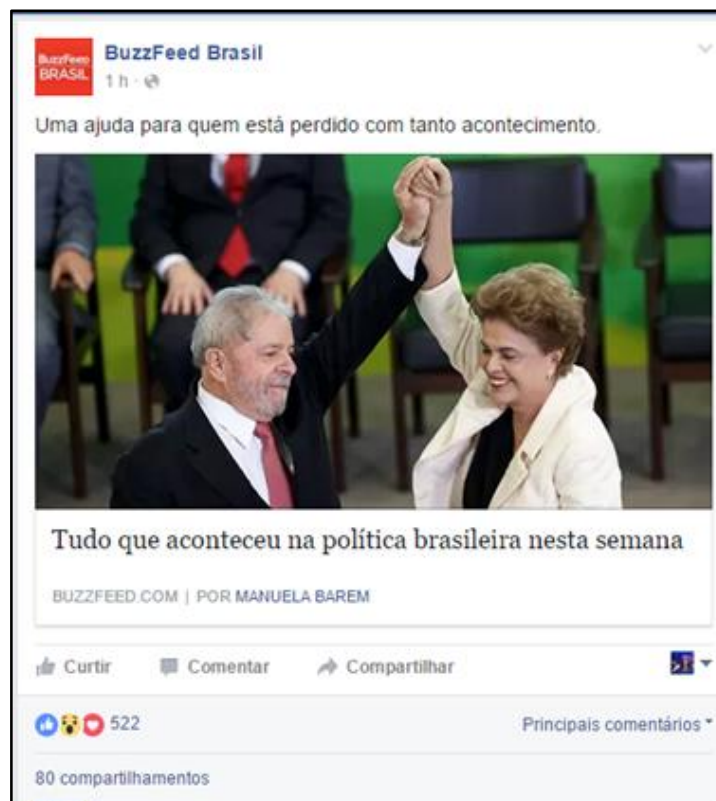 BuzzFeed
BRASIL
BuzzFeed Brasil
1 h ·
Uma ajuda para quem está perdido com tanto acontecimento.
Tudo que aconteceu na política brasileira nesta semana
BUZZFEED.COM | POR MANUELA BAREM
Curtir Comentar Compartilhar
522 Principais comentários
80 compartilhamentos